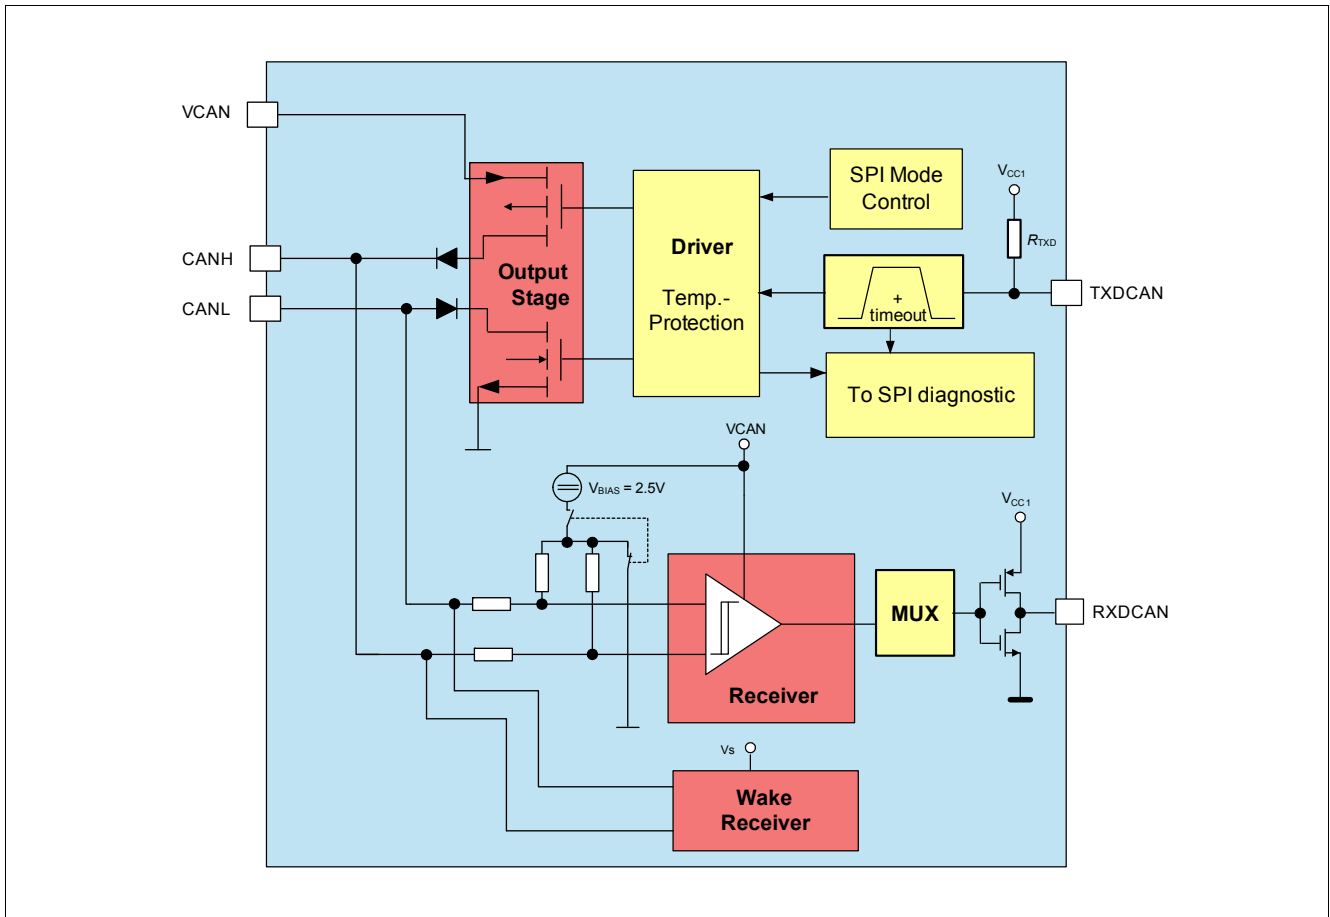 VCAN
SPI Mode
Control
VCC1
RTXD
Driver
CANH
Output
Stage
TXDCAN
CANL
Temp.-
Protection
+
timeout
To SPI diagnostic
VCAN
VBIAS = 2.5V
VCC1
MUX
RXDCAN
Receiver
Vs
Wake
Receiver